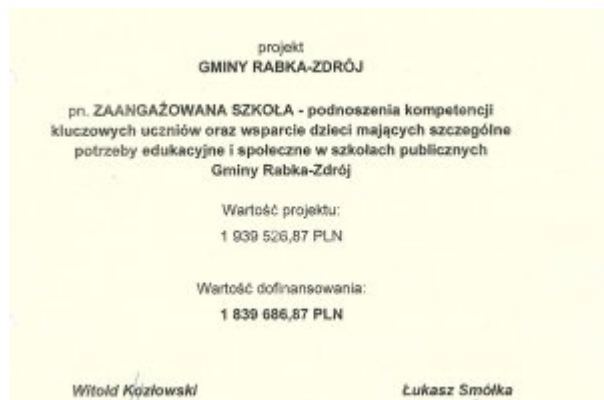 projekt
GMINY RABKA-ZDRÓJ
pn. ZAANGAŻOWANA SZKOŁA - podnoszenia kompetencji
kluczowych uczniów oraz wsparcie dzieci mających szczególne
potrzeby edukacyjne i społeczne w szkołach publicznych
Gminy Rabka-Zdrój
Wartość projektu:
1 939 526,87 PLN
Wartość dofinansowania:
1 839 686,87 PLN
Witold Kozłowski Łukasz Smółka